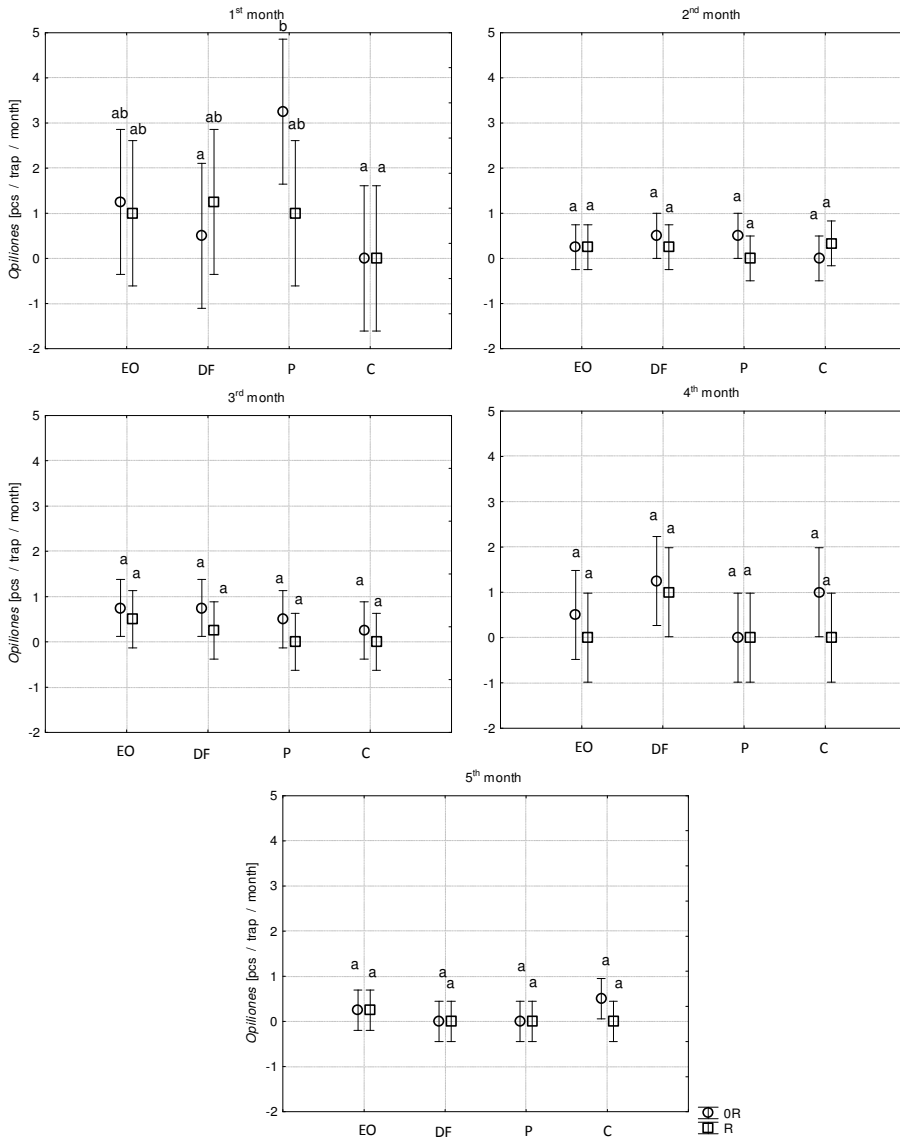 1st month
b
ab ab a ab ab a a
Opiliones [pcs / trap / month]
5
4
3
2
1
0
-1
-2
EO DF P C
2nd month
a a a a a a a a
5
4
3
2
1
0
-1
-2
EO DF P C
3rd month
a a a a a a a a
Opiliones [pcs / trap / month]
5
4
3
2
1
0
-1
-2
EO DF P C
4th month
a a a a a a a a
5
4
3
2
1
0
-1
-2
EO DF P C
5th month
a a a a a a a a
Opiliones [pcs / trap / month]
5
4
3
2
1
0
-1
-2
EO DF P C
0R
R